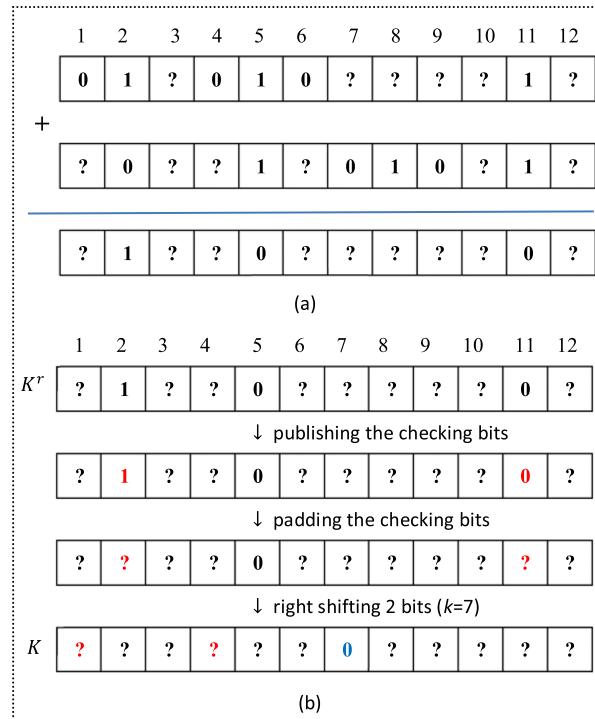 1 2 3 4 5 6 7 8 9 10 11 12
0 1 ? 0 1 0 ? ? ? ? 1 ?
+
? 0 ? ? 1 ? 0 1 0 ? 1 ?
? 1 ? ? 0 ? ? ? ? ? 0 ?
(a)
1 2 3 4 5 6 7 8 9 10 11 12
K^r ? 1 ? ? 0 ? ? ? ? ? 0 ?
↓ publishing the checking bits
? 1 ? ? 0 ? ? ? ? ? 0 ?
↓ padding the checking bits
? ? ? ? 0 ? ? ? ? ? ? ?
↓ right shifting 2 bits (k=7)
K ? ? ? ? ? ? 0 ? ? ? ? ?
(b)